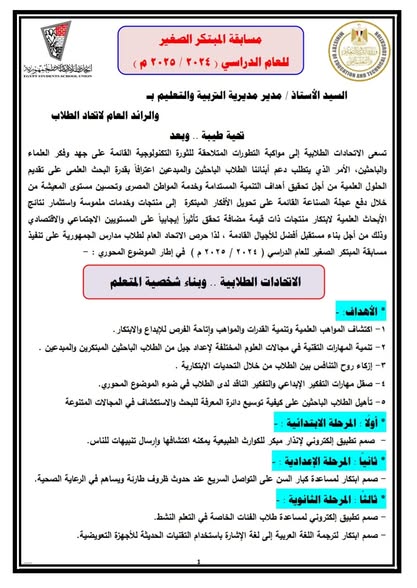 مسابقة المبتكر الصغير
للعام الدراسي ( ٢٠٢٤ / ٢٠٢٥ م )
السيد الأستاذ / مدير مديرية التربية والتعليم بـ
والرائد العام لاتحاد الطلاب
تحية طيبة .. وبعد
تسعى الاتحادات الطلابية إلى مواكبة التطورات المتلاحقة للثورة التكنولوجية القائمة على جهد وفكر العلماء
والباحثين، الأمر الذي يتطلب دعم أبنائنا الطلاب الباحثين والمبدعين اعترافاً بقدرة البحث العلمى على تقديم
الحلول العلمية من أجل تحقيق أهداف التنمية المستدامة وخدمة المواطن المصرى وتحسين مستوى المعيشة من
خلال دفع عجلة الصناعة القائمة على تحويل الأفكار المبتكرة إلى منتجات وخدمات ملموسة واستثمار نتائج
الأبحاث العلمية لابتكار منتجات ذات قيمة مضافة تحقق تأثيراً إيجابياً على المستويين الاجتماعي والاقتصادي
وذلك من أجل بناء مستقبل أفضل للأجيال القادمة ، لذا حرص الاتحاد العام لطلاب مدارس الجمهورية على تنفيذ
مسابقة المبتكر الصغير للعام الدراسي ( ٢٠٢٤ / ٢٠٢٥ م ) في إطار الموضوع المحوري : -
الاتحادات الطلابية .. وبناء شخصية المتعلم
* الأهداف: -
١- اكتشاف المواهب العلمية وتنمية القدرات والمواهب وإتاحة الفرص للإبداع والابتكار.
٢- تنمية المهارات التقنية في مجالات العلوم المختلفة لإعداد جيل من الطلاب الباحثين المبتكرين والمبدعين .
٣- إزكاء روح التنافس بين الطلاب من خلال التحديات الابتكارية .
٤- صقل مهارات التفكير الإبداعي والتفكير الناقد لدى الطلاب في ضوء الموضوع المحوري.
٥- تأهيل الطلاب الباحثين على كيفية توسيع دائرة المعرفة للبحث والاستكشاف في المجالات المتنوعة
* أولاً : المرحلة الابتدائية : -
- صمم تطبيق إلكتروني لإنذار مبكر للكوارث الطبيعية يمكنه اكتشافها وإرسال تنبيهات للناس.
* ثانياً : المرحلة الإعدادية : -
- صمم ابتكار لمساعدة كبار السن على التواصل السريع عند حدوث ظروف طارئة ويساهم في الرعاية الصحية.
* ثالثاً : المرحلة الثانوية : -
- صمم تطبيق إلكتروني لمساعدة طلاب الفئات الخاصة في التعلم النشط.
- صمم ابتكار لترجمة اللغة العربية إلى لغة الإشارة باستخدام التقنيات الحديثة للأجهزة التعويضية.
1